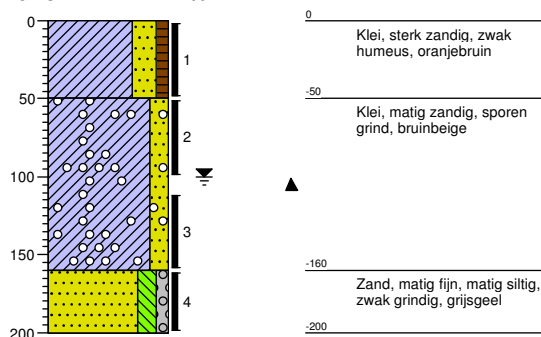 0
50
100
150
200
1
2
3
4
0
Klei, sterk zandig, zwak
humeus, oranjebruin
-50
Klei, matig zandig, sporen
grind, bruinbeige
-160
Zand, matig fijn, matig siltig,
zwak grindig, grijsgeel
-200